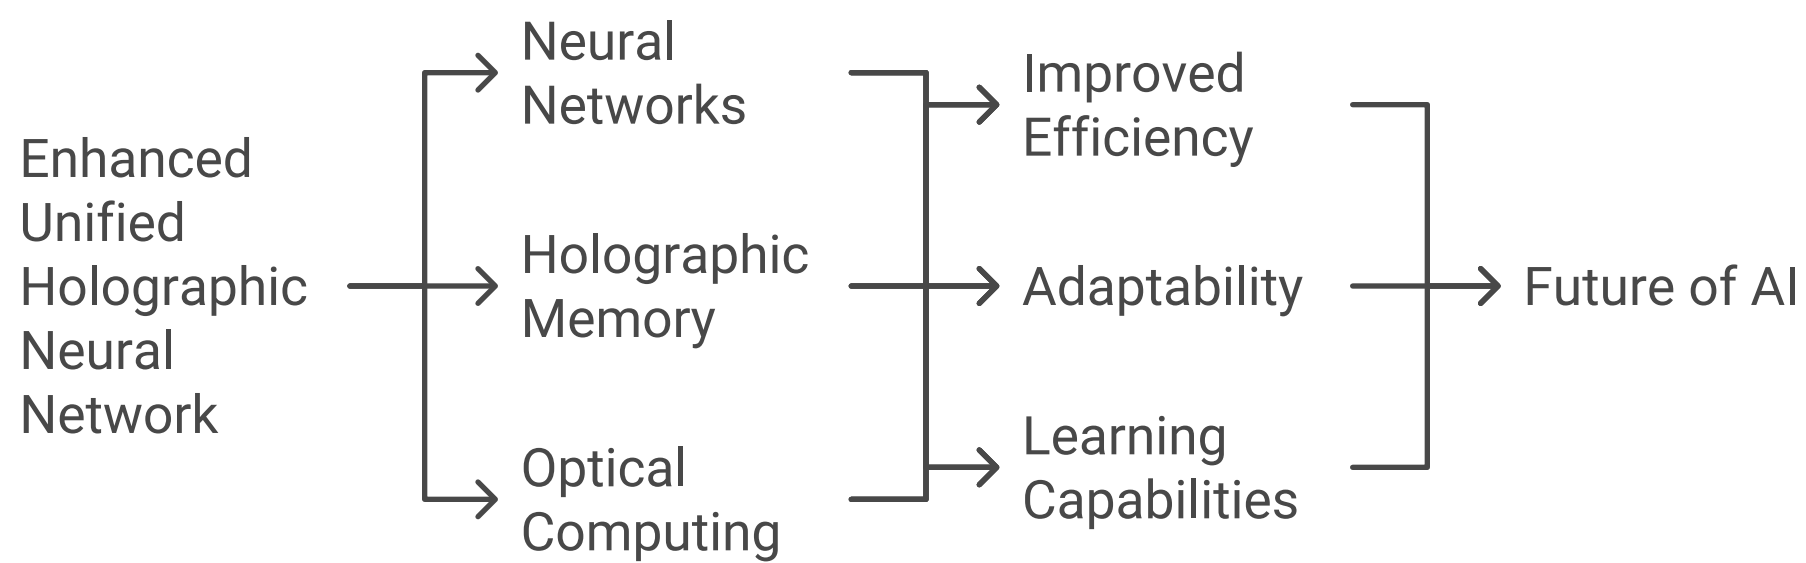 Enhanced
Unified
Holographic
Neural
Network
Neural
Networks
Holographic
Memory
Optical
Computing
Improved
Efficiency
Adaptability
Learning
Capabilities
Future of AI